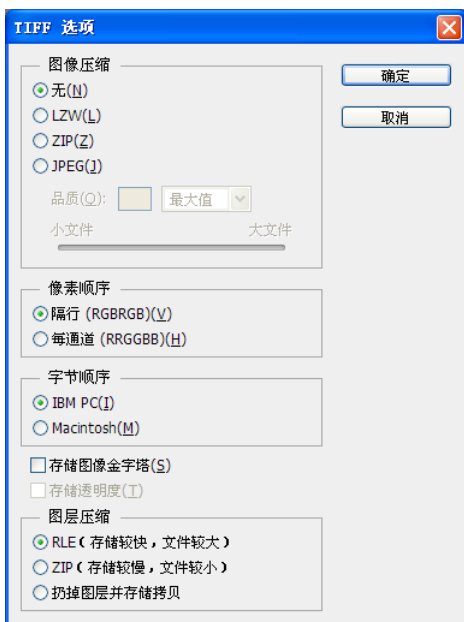 TIFF 选项
图像压缩
无(N)
LZW(L)
ZIP(Z)
JPEG(J)
品质(Q):
最大值
小文件
大文件
确定
取消
像素顺序
隔行 (RGBRGB)(V)
每通道 (RRGGBB)(H)
字节顺序
IBM PC(I)
Macintosh(M)
存储图像金字塔(S)
存储透明度(T)
图层压缩
RLE(存储较快，文件较大)
ZIP(存储较慢，文件较小)
扔掉图层并存储拷贝